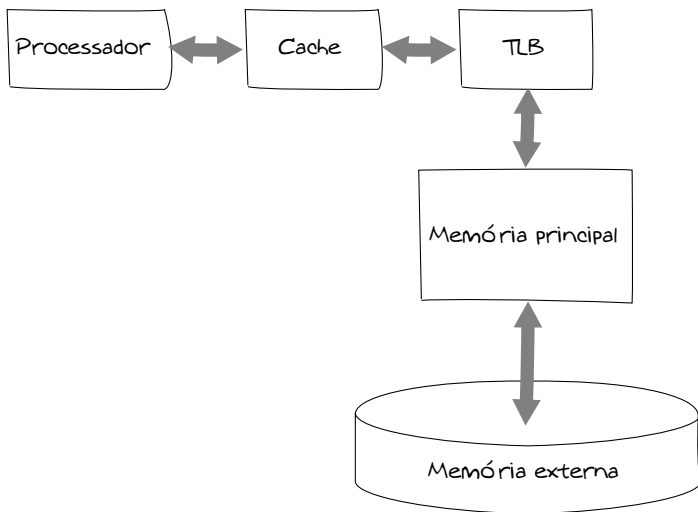 Processador
Cache
TLB
Memória principal
Memória externa